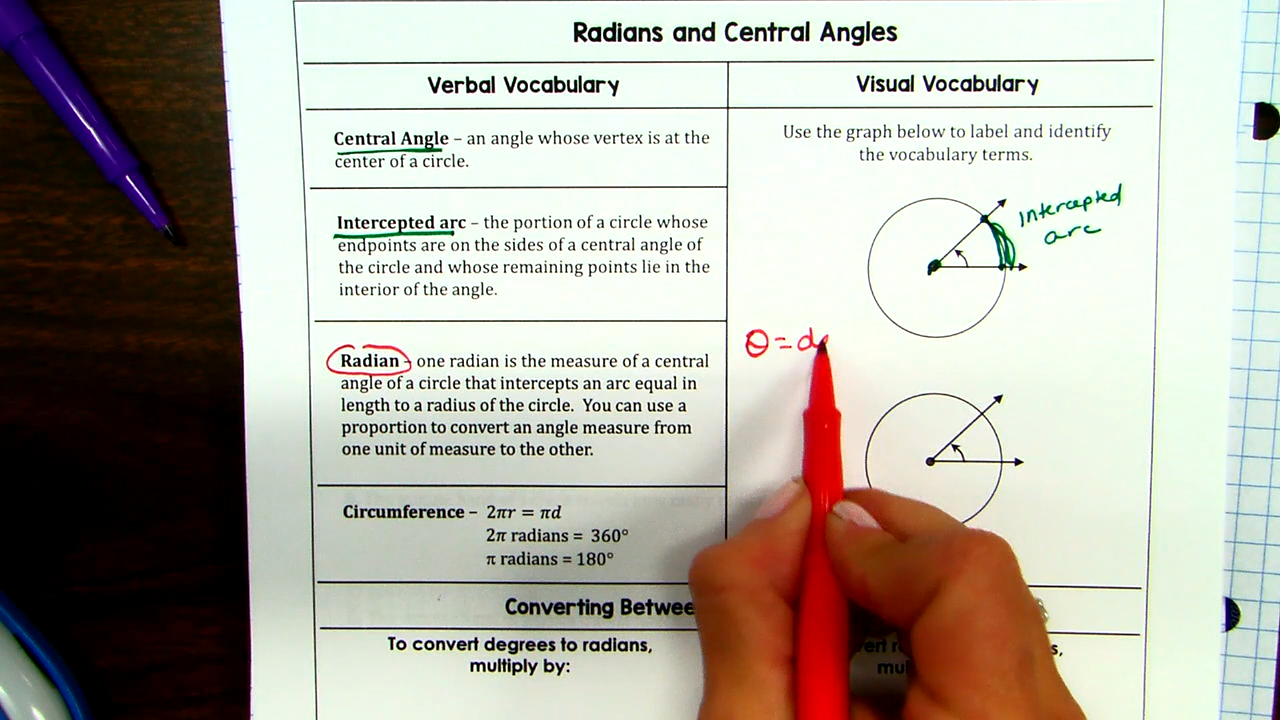 Radians and Central Angles
Verbal Vocabulary
Visual Vocabulary
Central Angle – an angle whose vertex is at the
center of a circle.
Intercepted arc – the portion of a circle whose
endpoints are on the sides of a central angle of
the circle and whose remaining points lie in the
interior of the angle.
Radian – one radian is the measure of a central
angle of a circle that intercepts an arc equal in
length to a radius of the circle. You can use a
proportion to convert an angle measure from
one unit of measure to the other.
Circumference – 2πr = πd
2π radians = 360°
π radians = 180°
Use the graph below to label and identify
the vocabulary terms.
Intercepted
arc
θ = d
Converting
To convert degrees to radians,
multiply by: